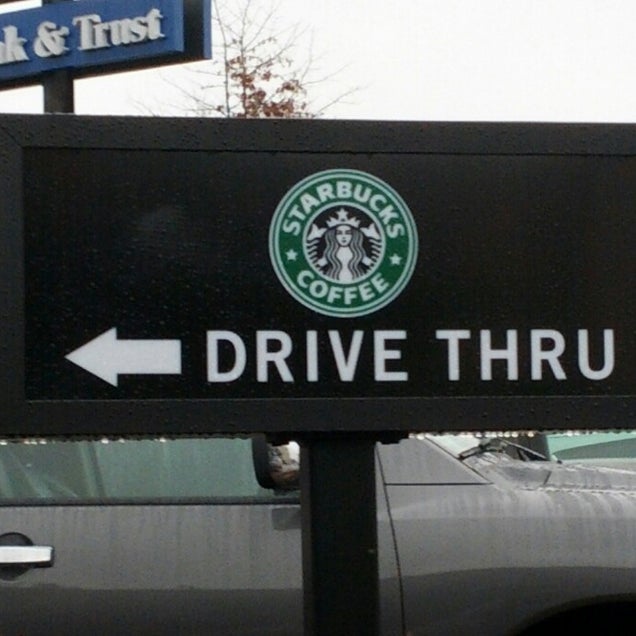 & Trust
STARBUCKS
COFFEE
DRIVE THRU